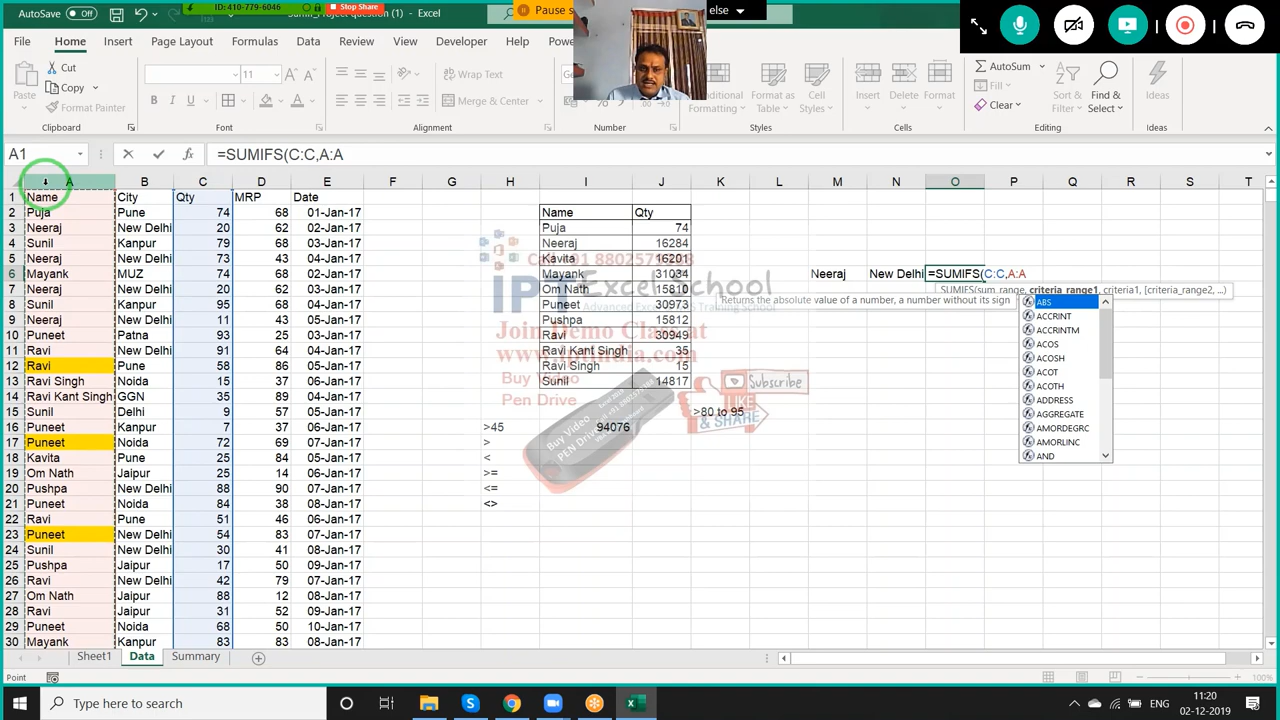 AutoSave Off
ID:410-779-6046 Stop Share
Sumif_Project question (1) - Excel
Pause s
else
File Home Insert Page Layout Formulas Data Review View Developer Help
Paste
Cut
Copy
Format Painter
Clipboard
11
B I U
Font
Wrap Text
Merge & Center
Alignment
Number
Conditional Formatting
Format as Table
Cell Styles
Styles
Insert
Delete
Format
Cells
AutoSum
Fill
Clear
Sort & Filter
Find & Select
Editing
Ideas
Ideas
A1
=SUMIFS(C:C,A:A
A B C D E F G H I J K L M N O P Q R S T
1 Name City Qty MRP Date
2 Puja Pune 74 68 01-Jan-17 Name Qty
3 Neeraj New Delhi 20 62 02-Jan-17 Puja 74
4 Sunil Kanpur 79 68 03-Jan-17 Neeraj 16284
5 Neeraj New Delhi 73 43 04-Jan-17 Kavita 16201
6 Mayank MUZ 74 68 03-Jan-17 Mayank 31034 Neeraj New Delhi =SUMIFS(C:C,A:A
7 Neeraj New Delhi 20 62 02-Jan-17 Om Nath 15810
SUMIFS(sum_range, criteria_range1, criteria1, [criteria_range2, ...)
8 Sunil Kanpur 95 68 04-Jan-17 Puneet 30973
Returns the absolute value of a number, a number without its sign
9 Neeraj New Delhi 11 43 05-Jan-17 Pushpa 15812
10 Puneet Patna 93 25 03-Jan-17 Ravi 30949
11 Ravi New Delhi 91 64 04-Jan-17 Ravi Kant Singh 35
12 Ravi Pune 58 86 05-Jan-17 Ravi Singh 15
13 Ravi Singh Noida 15 37 06-Jan-17 Sunil 14817
14 Ravi Kant Singh GGN 35 89 04-Jan-17
15 Sunil Delhi 9 57 05-Jan-17 >80 to 95
16 Puneet Kanpur 7 37 06-Jan-17 >45 94076
17 Puneet Noida 72 69 07-Jan-17 >
18 Kavita Pune 25 84 05-Jan-17 <
19 Om Nath Jaipur 25 14 06-Jan-17 >=
20 Pushpa New Delhi 88 90 07-Jan-17 <=
21 Puneet Noida 84 38 08-Jan-17 <>
22 Ravi Pune 51 46 06-Jan-17
23 Puneet New Delhi 54 83 07-Jan-17
24 Sunil New Delhi 30 41 08-Jan-17
25 Pushpa Jaipur 17 50 09-Jan-17
26 Ravi New Delhi 42 79 07-Jan-17
27 Om Nath Jaipur 88 12 08-Jan-17
28 Ravi Jaipur 31 52 09-Jan-17
29 Puneet Noida 68 50 10-Jan-17
30 Mayank Kanpur 83 83 08-Jan-17
ABS
ACCRINT
ACCRINTM
ACOS
ACOSH
ACOT
ACOTH
ADDRESS
AGGREGATE
AMORDEGRC
AMORLINC
AND
IPT Excel School
Join Demo Class at
Buy Video
Pen Drive
Buy Video
PEN DRIVE
Subscribe
LIKE
& SHARE
Sheet1 Data Summary
Point
100%
Type here to search
ENG
11:20
02-12-2019